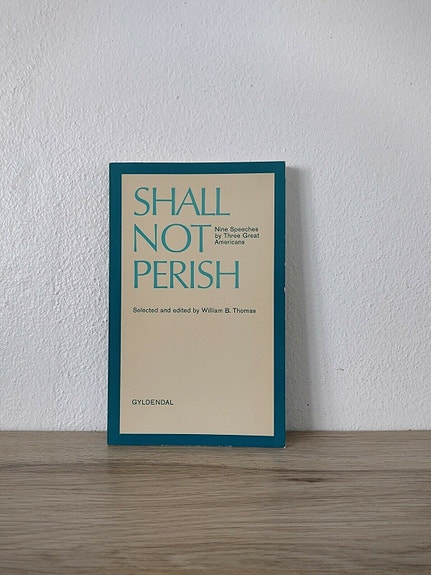 SHALL
NOT
PERISH
Nine Speeches
by Three Great
Americans
Selected and edited by William B. Thomas
GYLDENDAL